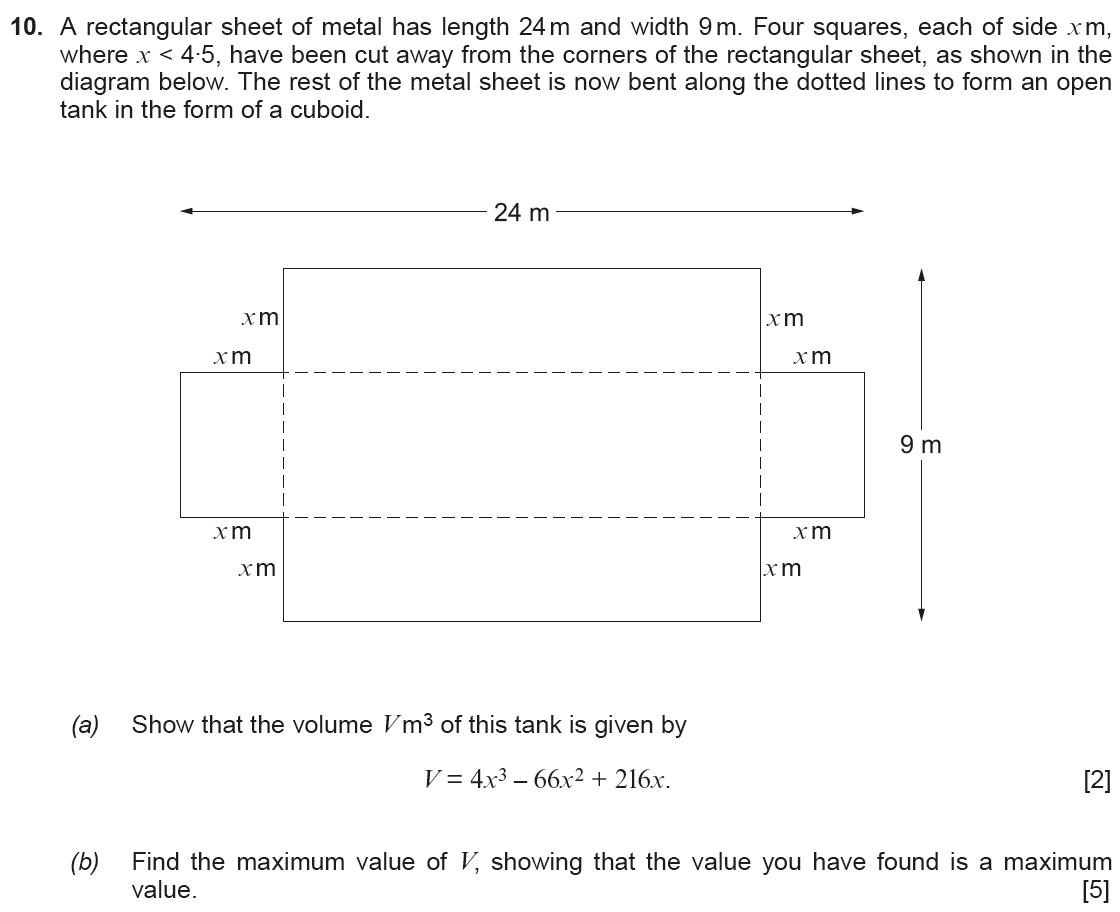 10. A rectangular sheet of metal has length 24 m and width 9 m. Four squares, each of side x m,
where x < 4·5, have been cut away from the corners of the rectangular sheet, as shown in the
diagram below. The rest of the metal sheet is now bent along the dotted lines to form an open
tank in the form of a cuboid.
24 m
x m x m
x m x m
9 m
x m x m
x m x m
(a) Show that the volume V m³ of this tank is given by
V = 4x³ – 66x² + 216x. [2]
(b) Find the maximum value of V, showing that the value you have found is a maximum
value. [5]